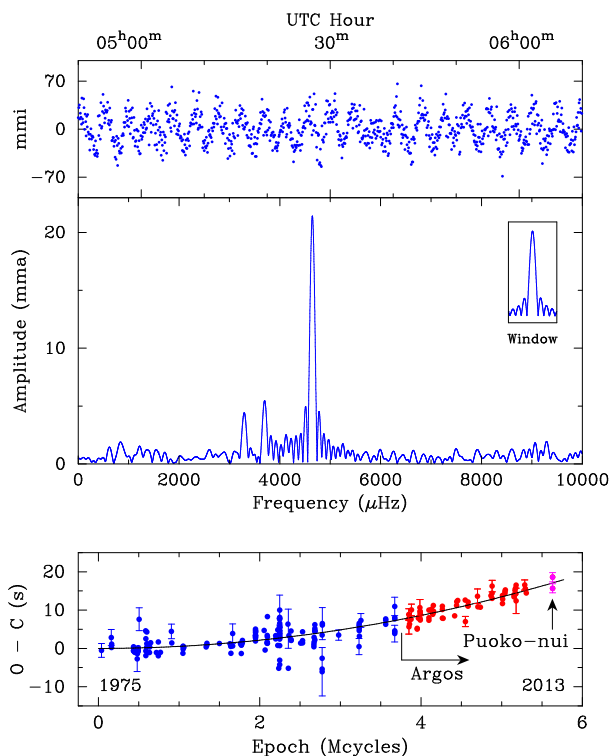 UTC Hour
05ʰ00ᵐ 30ᵐ 06ʰ00ᵐ
70
0
−70
mmi
20
10
0
Amplitude (mma)
Window
0 2000 4000 6000 8000 10000
Frequency (μHz)
20
10
0
−10
O − C (s)
Puoko−nui
Argos
1975 2013
0 2 4 6
Epoch (Mcycles)